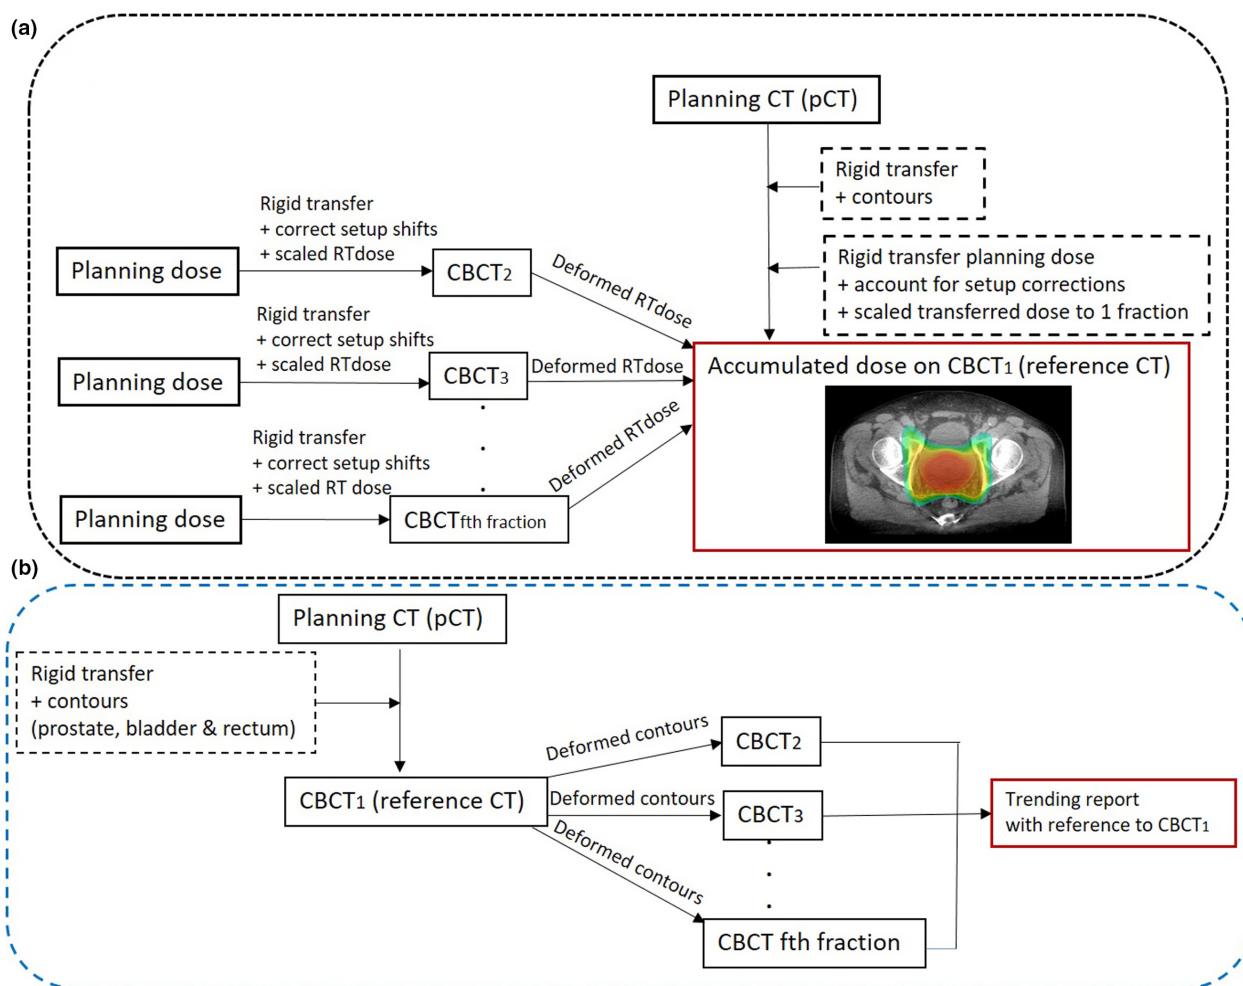 (a)
Planning CT (pCT)
Rigid transfer
+ contours
Rigid transfer planning dose
+ account for setup corrections
+ scaled transferred dose to 1 fraction
Planning dose
Rigid transfer
+ correct setup shifts
+ scaled RTdose
CBCT2
Deformed RTdose
Planning dose
Rigid transfer
+ correct setup shifts
+ scaled RTdose
CBCT3
Deformed RTdose
Planning dose
Rigid transfer
+ correct setup shifts
+ scaled RT dose
CBCTfth fraction
Deformed RTdose
Accumulated dose on CBCT1 (reference CT)
(b)
Planning CT (pCT)
Rigid transfer
+ contours
(prostate, bladder & rectum)
CBCT1 (reference CT)
Deformed contours
CBCT2
Deformed contours
CBCT3
Deformed contours
CBCT fth fraction
Trending report
with reference to CBCT1